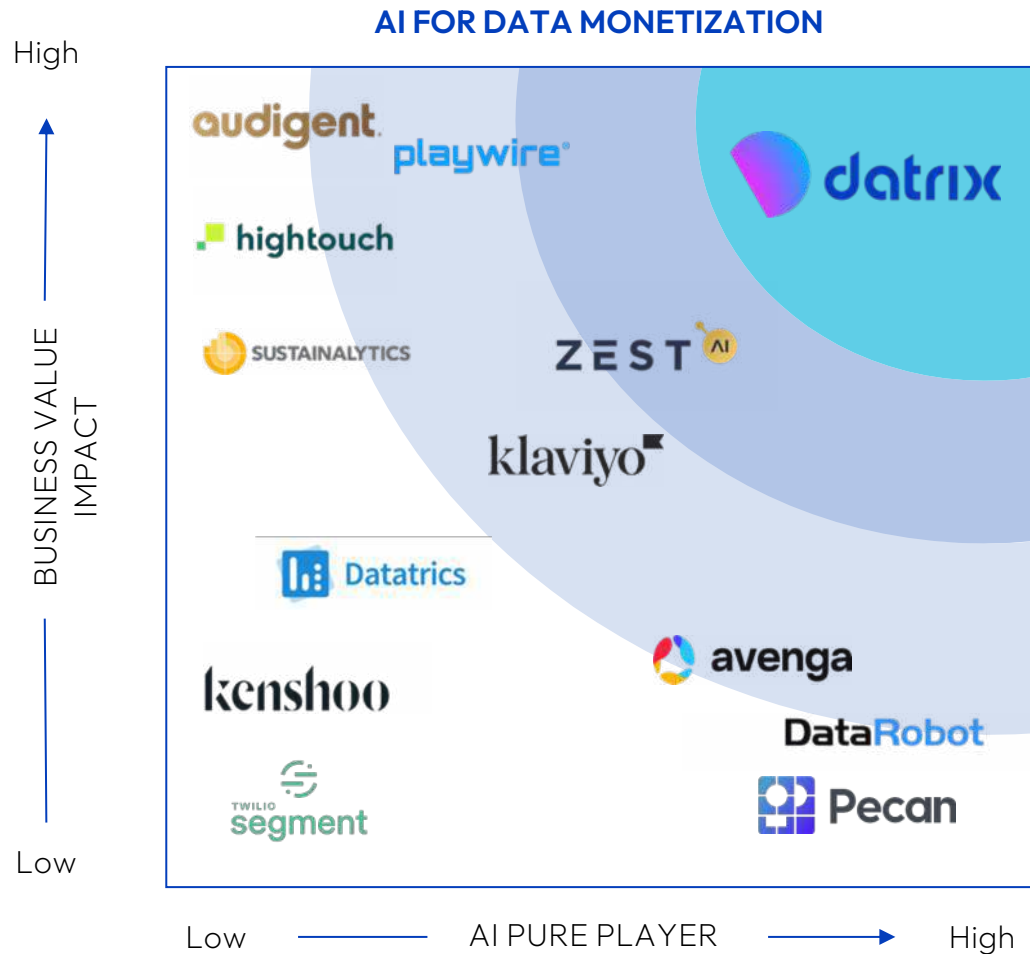 AI FOR DATA MONETIZATION
High
audigent.
playwire®
datrix
hightouch
SUSTAINALYTICS
ZEST AI
klaviyo
BUSINESS VALUE
IMPACT
Datatrics
kenshoo
avenga
DataRobot
TWILIO
segment
Pecan
Low
Low
AI PURE PLAYER
High